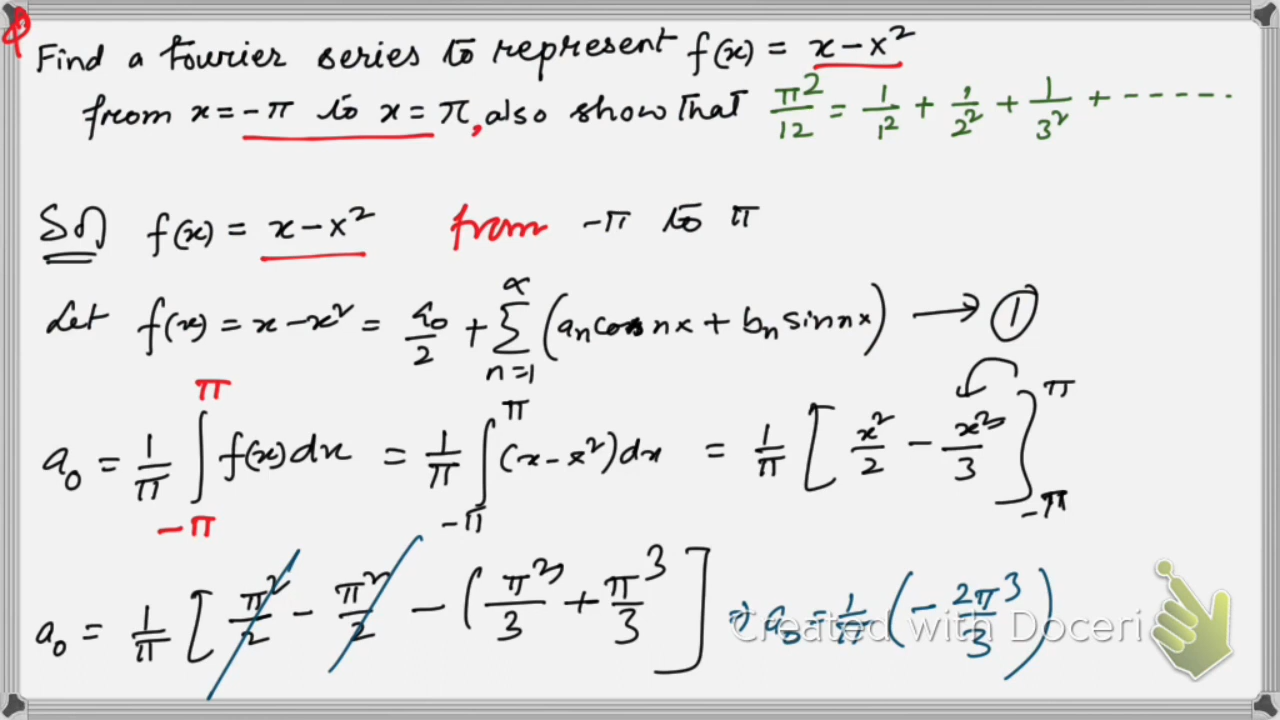 Find a Fourier series to represent f(x) = x - x²
from x = -π to x = π, also show that π²/12 = 1/1² + 1/2² + 1/3² + -----
Sol f(x) = x - x² from -π to π
Let f(x) = x - x² = a₀/2 + ∑_{n=1}^{∝} (aₙ cos nx + bₙ sin nx) → ①
a₀ = 1/π ∫_{-π}^{π} f(x)dx = 1/π ∫_{-π}^{π} (x - x²)dx = 1/π [x²/2 - x³/3]_{-π}^{π}
a₀ = 1/π [π²/2 - π²/2 - (π³/3 + π³/3)] ⇒ a₀ = 1/π (-2π³/3)
Created with Doceri